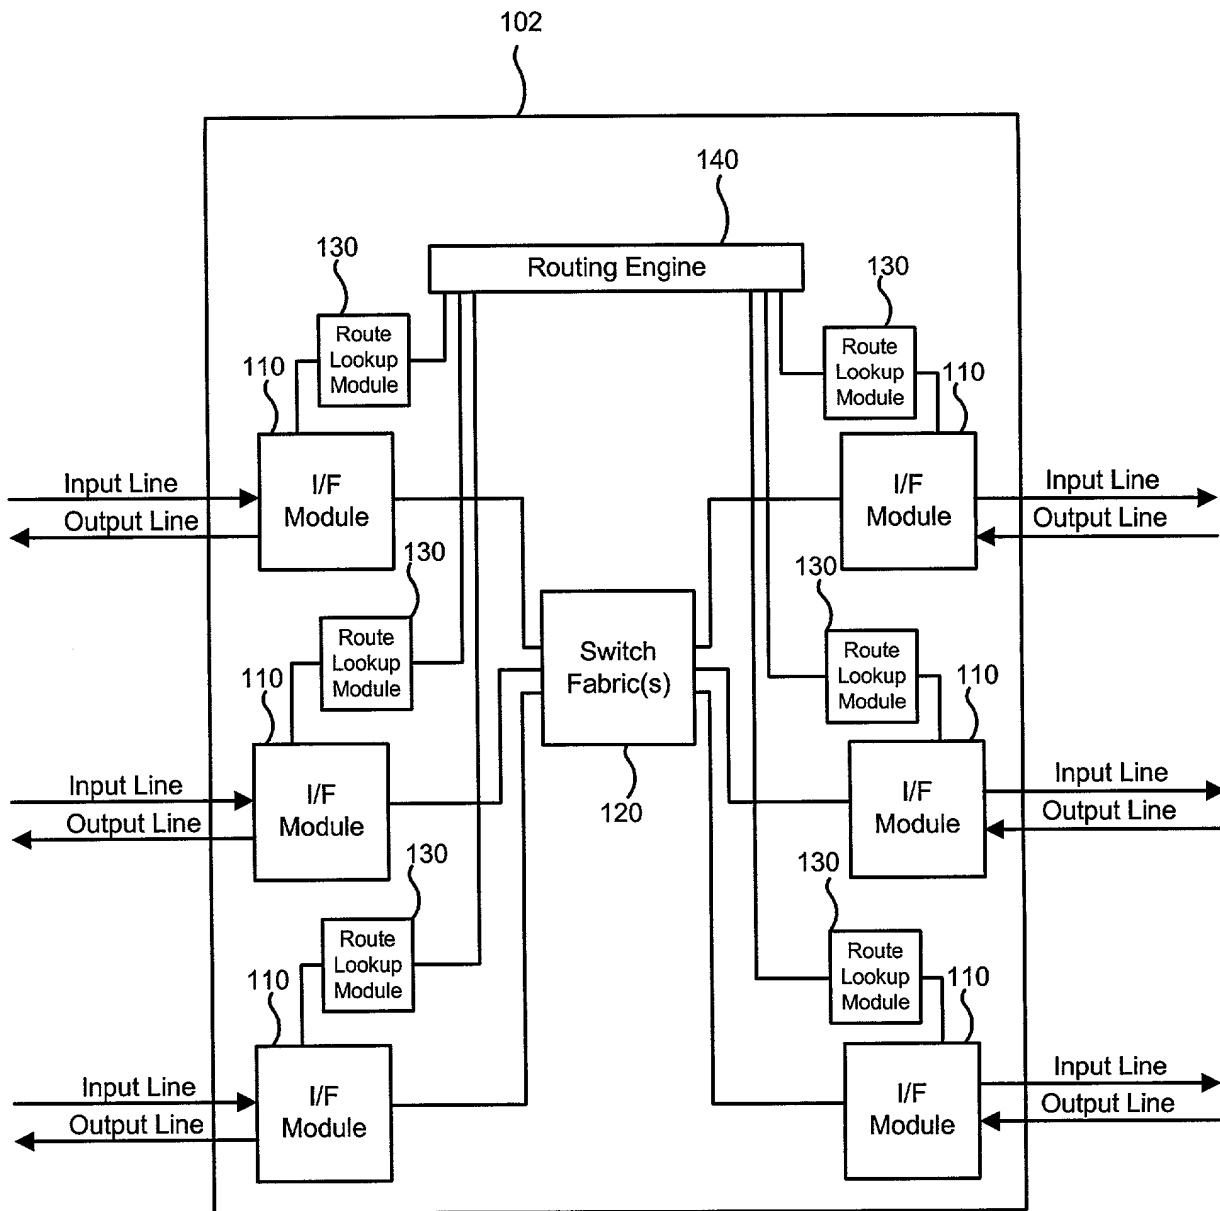 102
140
Routing Engine
130
Route
Lookup
Module
130
Route
Lookup
Module
110
I/F
Module
110
I/F
Module
Input Line
Output Line
Input Line
Output Line
130
Route
Lookup
Module
130
Route
Lookup
Module
Switch
Fabric(s)
120
110
I/F
Module
110
I/F
Module
Input Line
Output Line
Input Line
Output Line
130
Route
Lookup
Module
130
Route
Lookup
Module
110
I/F
Module
110
I/F
Module
Input Line
Output Line
Input Line
Output Line